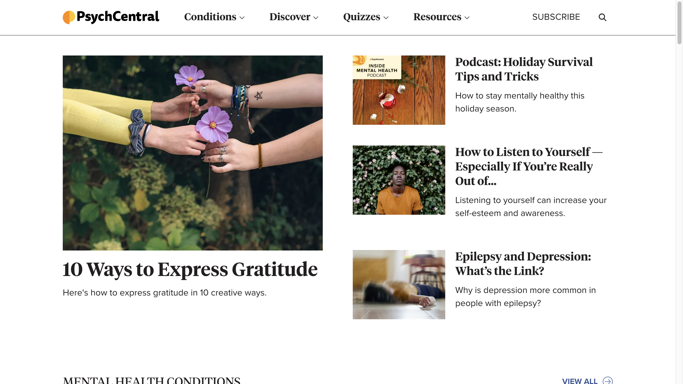 PsychCentral
Conditions
Discover
Quizzes
Resources
SUBSCRIBE
10 Ways to Express Gratitude
Here's how to express gratitude in 10 creative ways.
INSIDE
MENTAL HEALTH
PODCAST
Podcast: Holiday Survival
Tips and Tricks
How to stay mentally healthy this
holiday season.
How to Listen to Yourself —
Especially If You're Really
Out of...
Listening to yourself can increase your
self-esteem and awareness.
Epilepsy and Depression:
What's the Link?
Why is depression more common in
people with epilepsy?
MENTAL HEALTH CONDITIONS
VIEW ALL